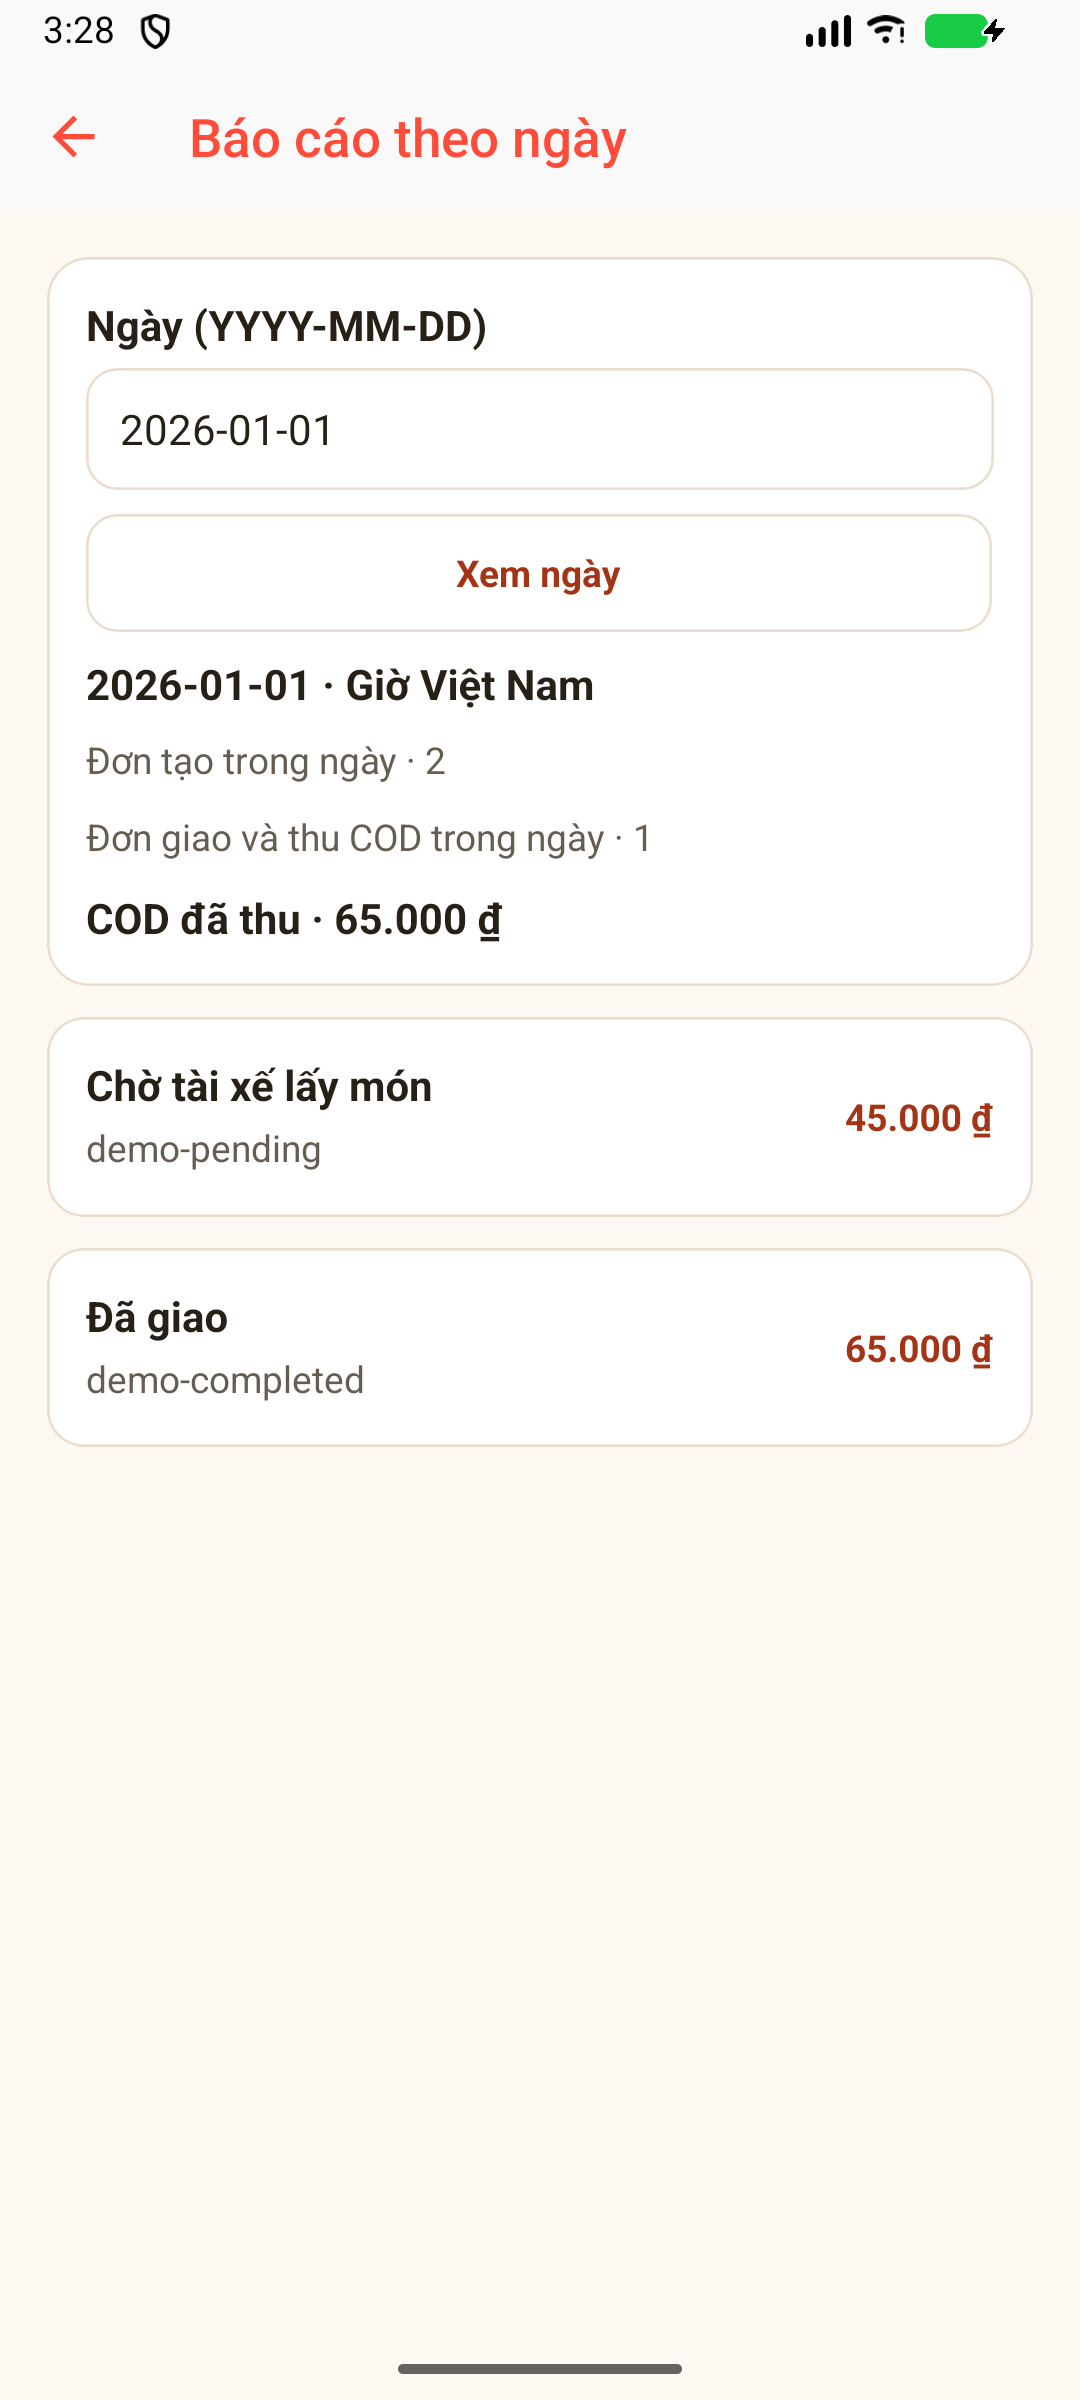 3:28
Báo cáo theo ngày
Ngày (YYYY-MM-DD)
2026-01-01
Xem ngày
2026-01-01 · Giờ Việt Nam
Đơn tạo trong ngày · 2
Đơn giao và thu COD trong ngày · 1
COD đã thu · 65.000 ₫
Chờ tài xế lấy món
demo-pending
45.000 ₫
Đã giao
demo-completed
65.000 ₫